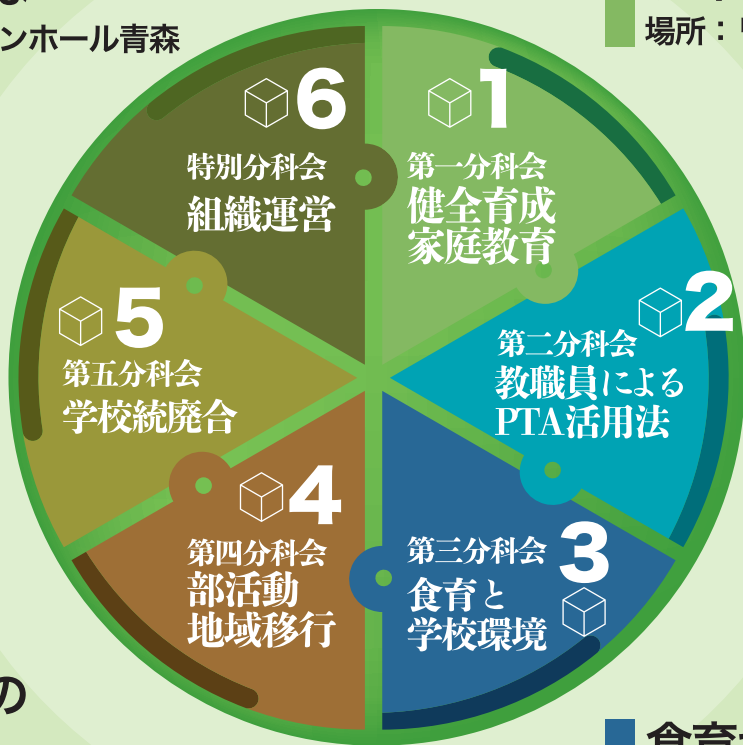 ンホール青森
場所：
6
特別分科会
組織運営
1
第一分科会
健全育成
家庭教育
2
第二分科会
教職員による
PTA活用法
5
第五分科会
学校統廃合
4
第四分科会
部活動
地域移行
3
第三分科会
食育と
学校環境
の
食育